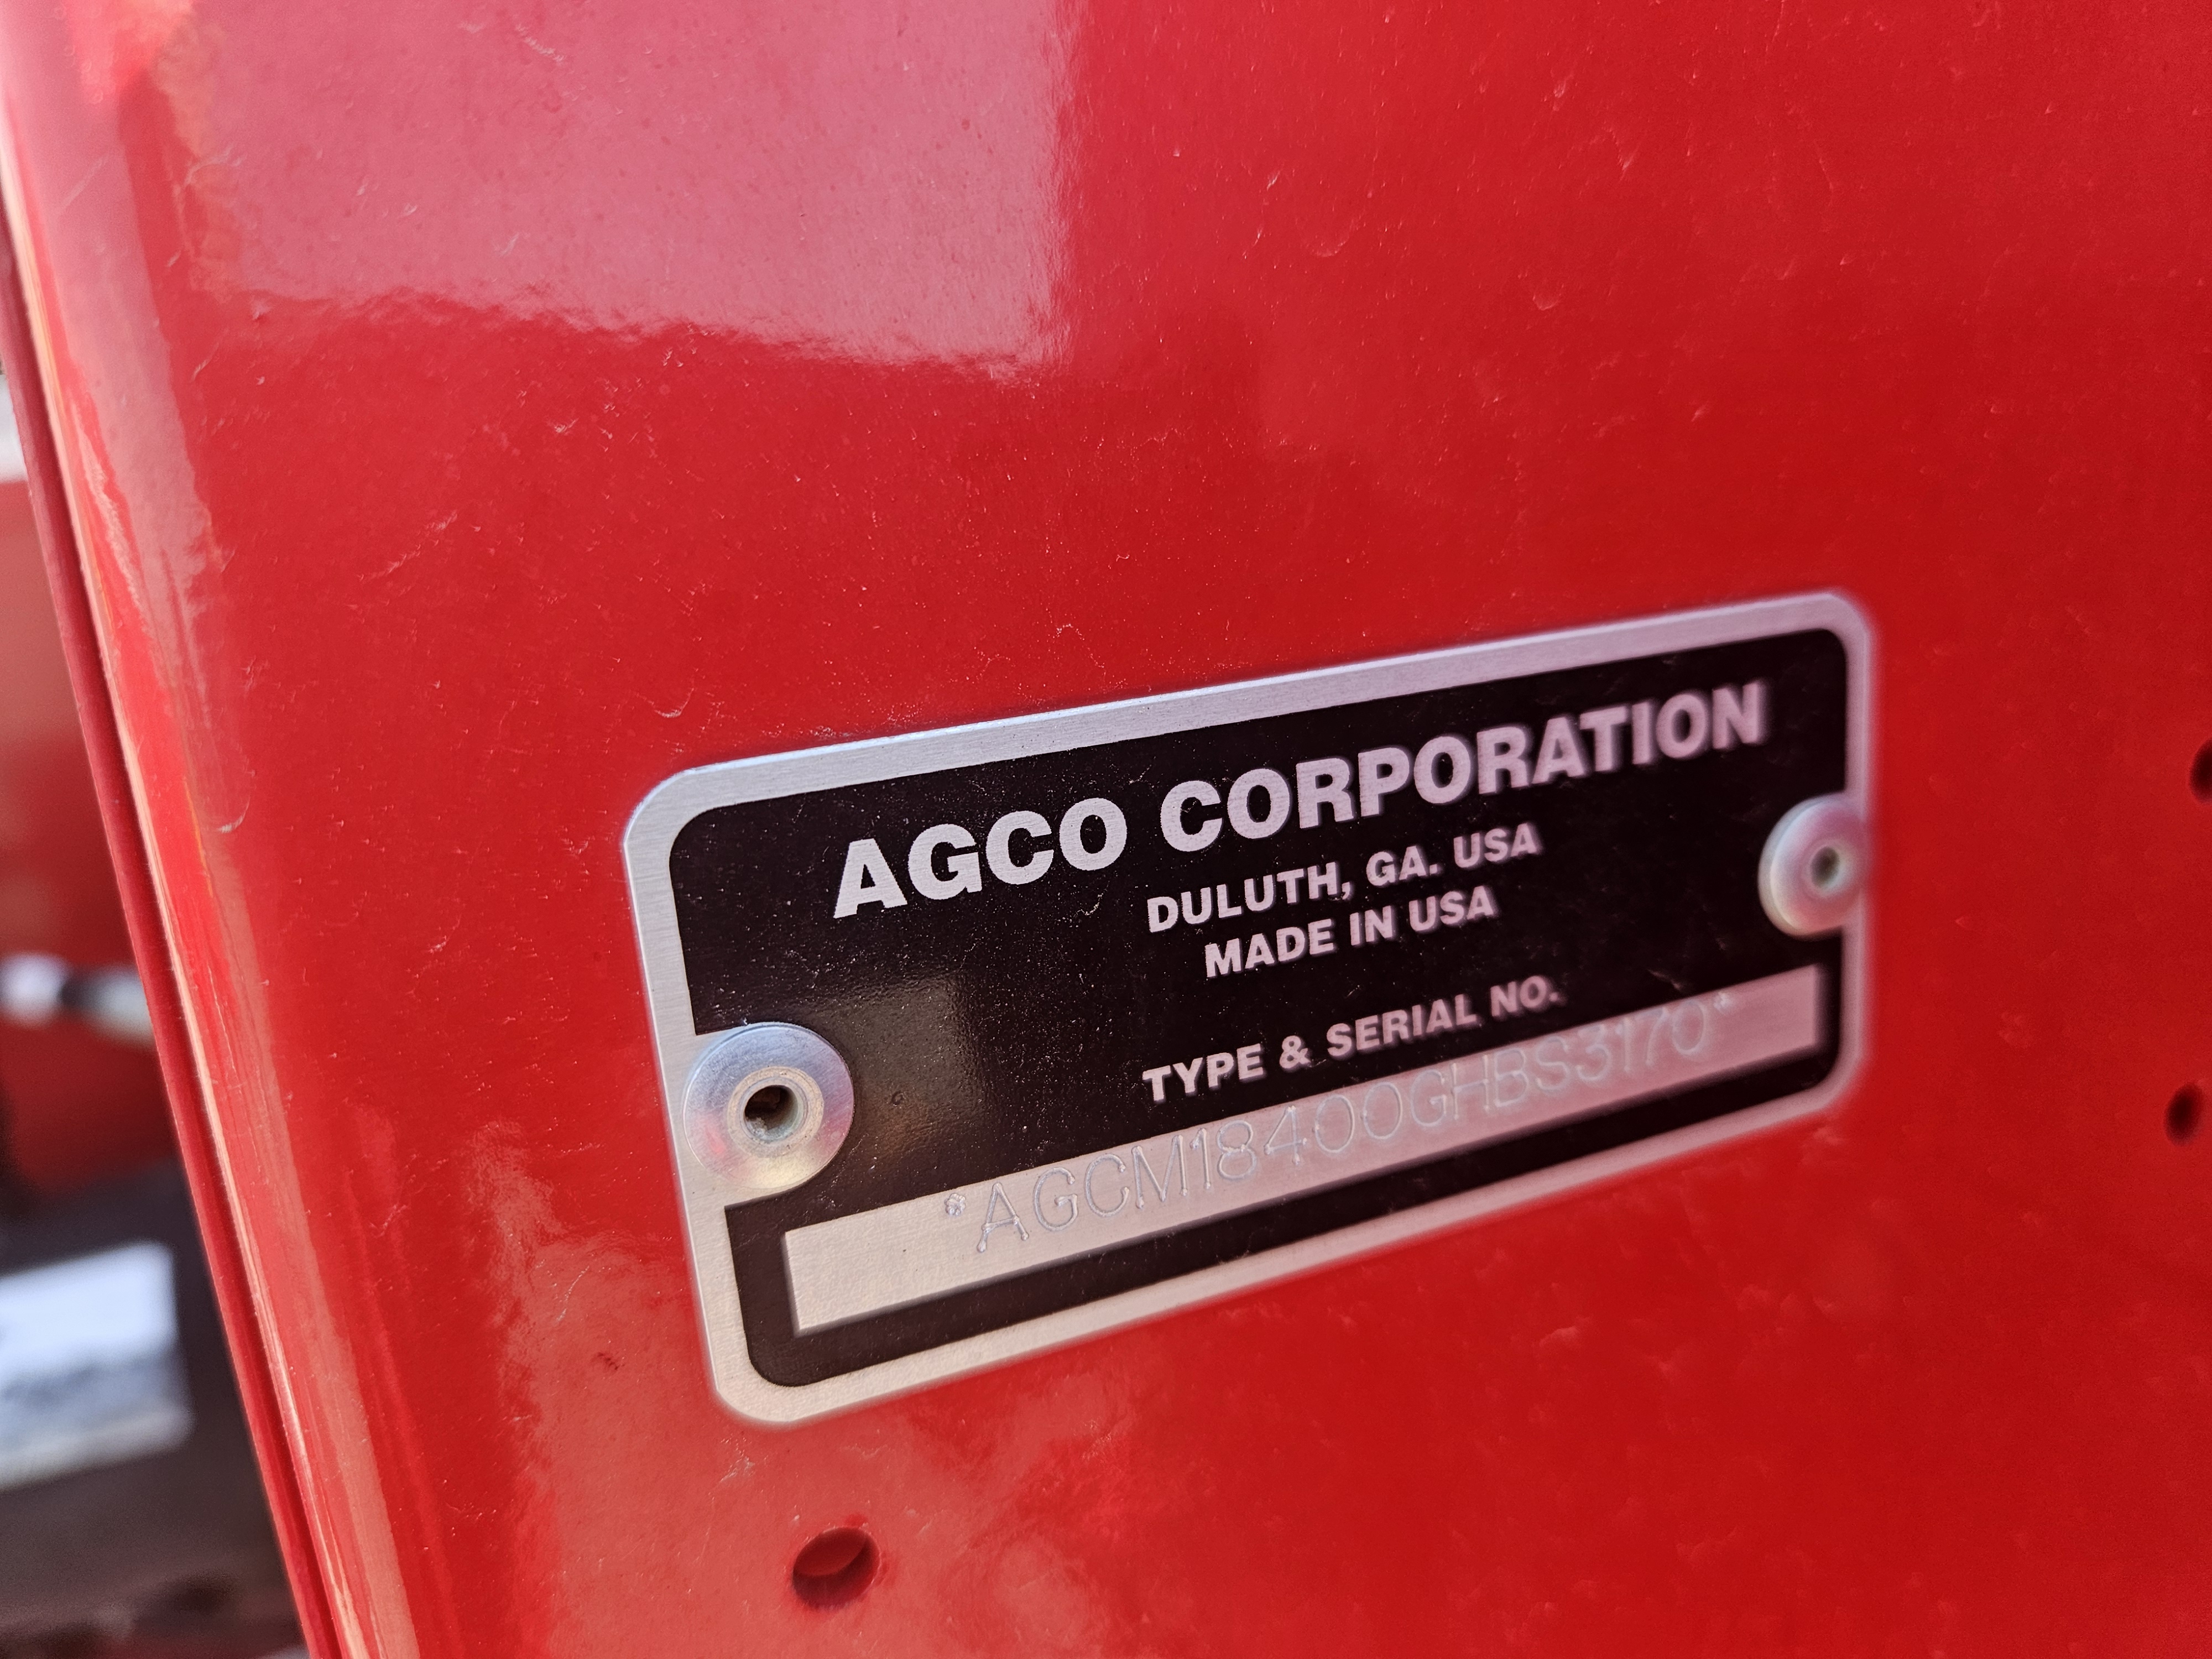 AGCO CORPORATION
DULUTH, GA. USA
MADE IN USA
TYPE & SERIAL NO.
*AGCM18400GHBS3170*